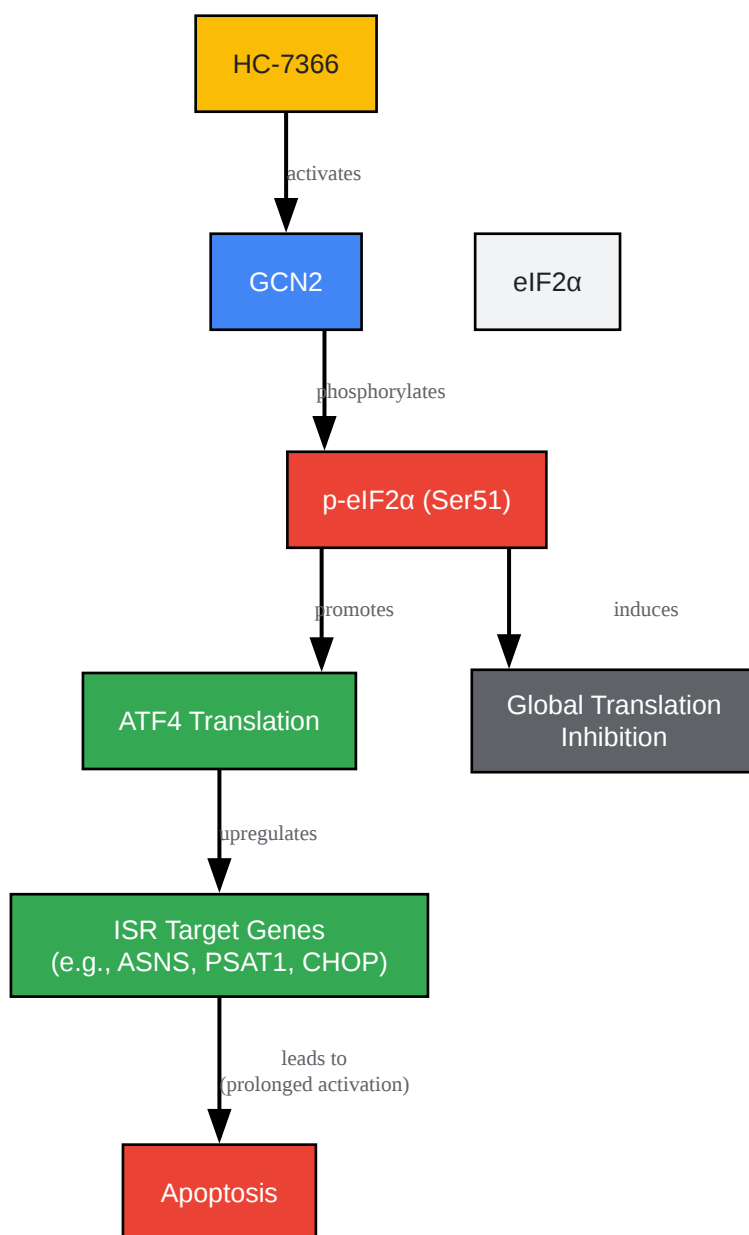 HC-7366
activates
GCN2
eIF2α
phosphorylates
p-eIF2α (Ser51)
promotes
induces
ATF4 Translation
Global Translation
Inhibition
upregulates
ISR Target Genes
(e.g., ASNS, PSAT1, CHOP)
leads to
(prolonged activation)
Apoptosis